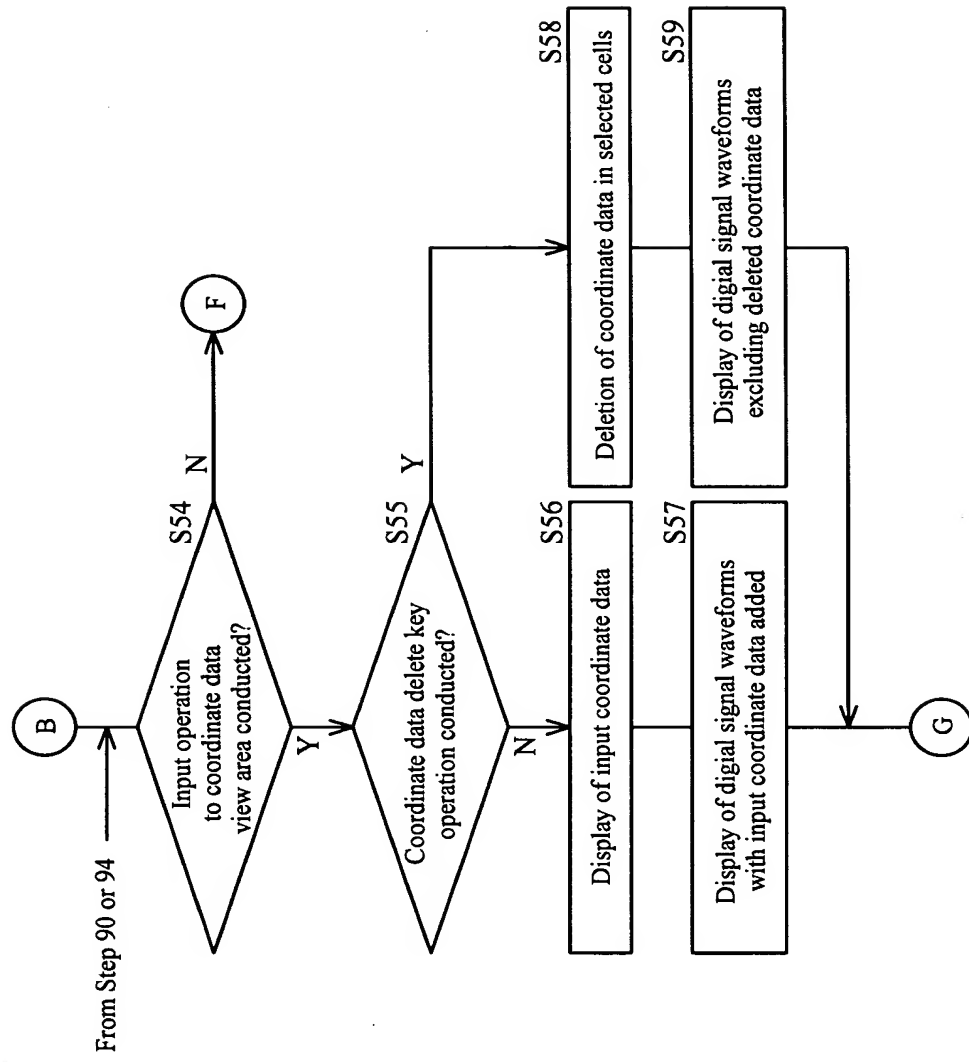 B
From Step 90 or 94
S54
Input operation
to coordinate data
view area conducted?
N
F
Y
S55
Coordinate data delete key
operation conducted?
Y
N
S56
Display of input coordinate data
S58
Deletion of coordinate data in selected cells
S57
Display of digial signal waveforms
with input coordinate data added
S59
Display of digial signal waveforms
excluding deleted coordinate data
G